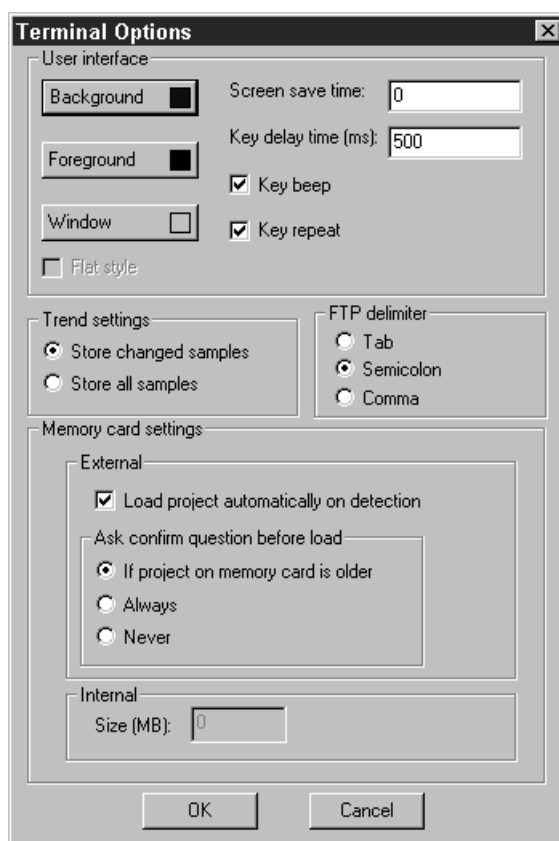 Terminal Options
User interface
Background
Screen save time: 0
Key delay time (ms): 500
Foreground
Key beep
Window
Key repeat
Flat style
Trend settings
Store changed samples
Store all samples
FTP delimiter
Tab
Semicolon
Comma
Memory card settings
External
Load project automatically on detection
Ask confirm question before load
If project on memory card is older
Always
Never
Internal
Size (MB): 0
OK
Cancel